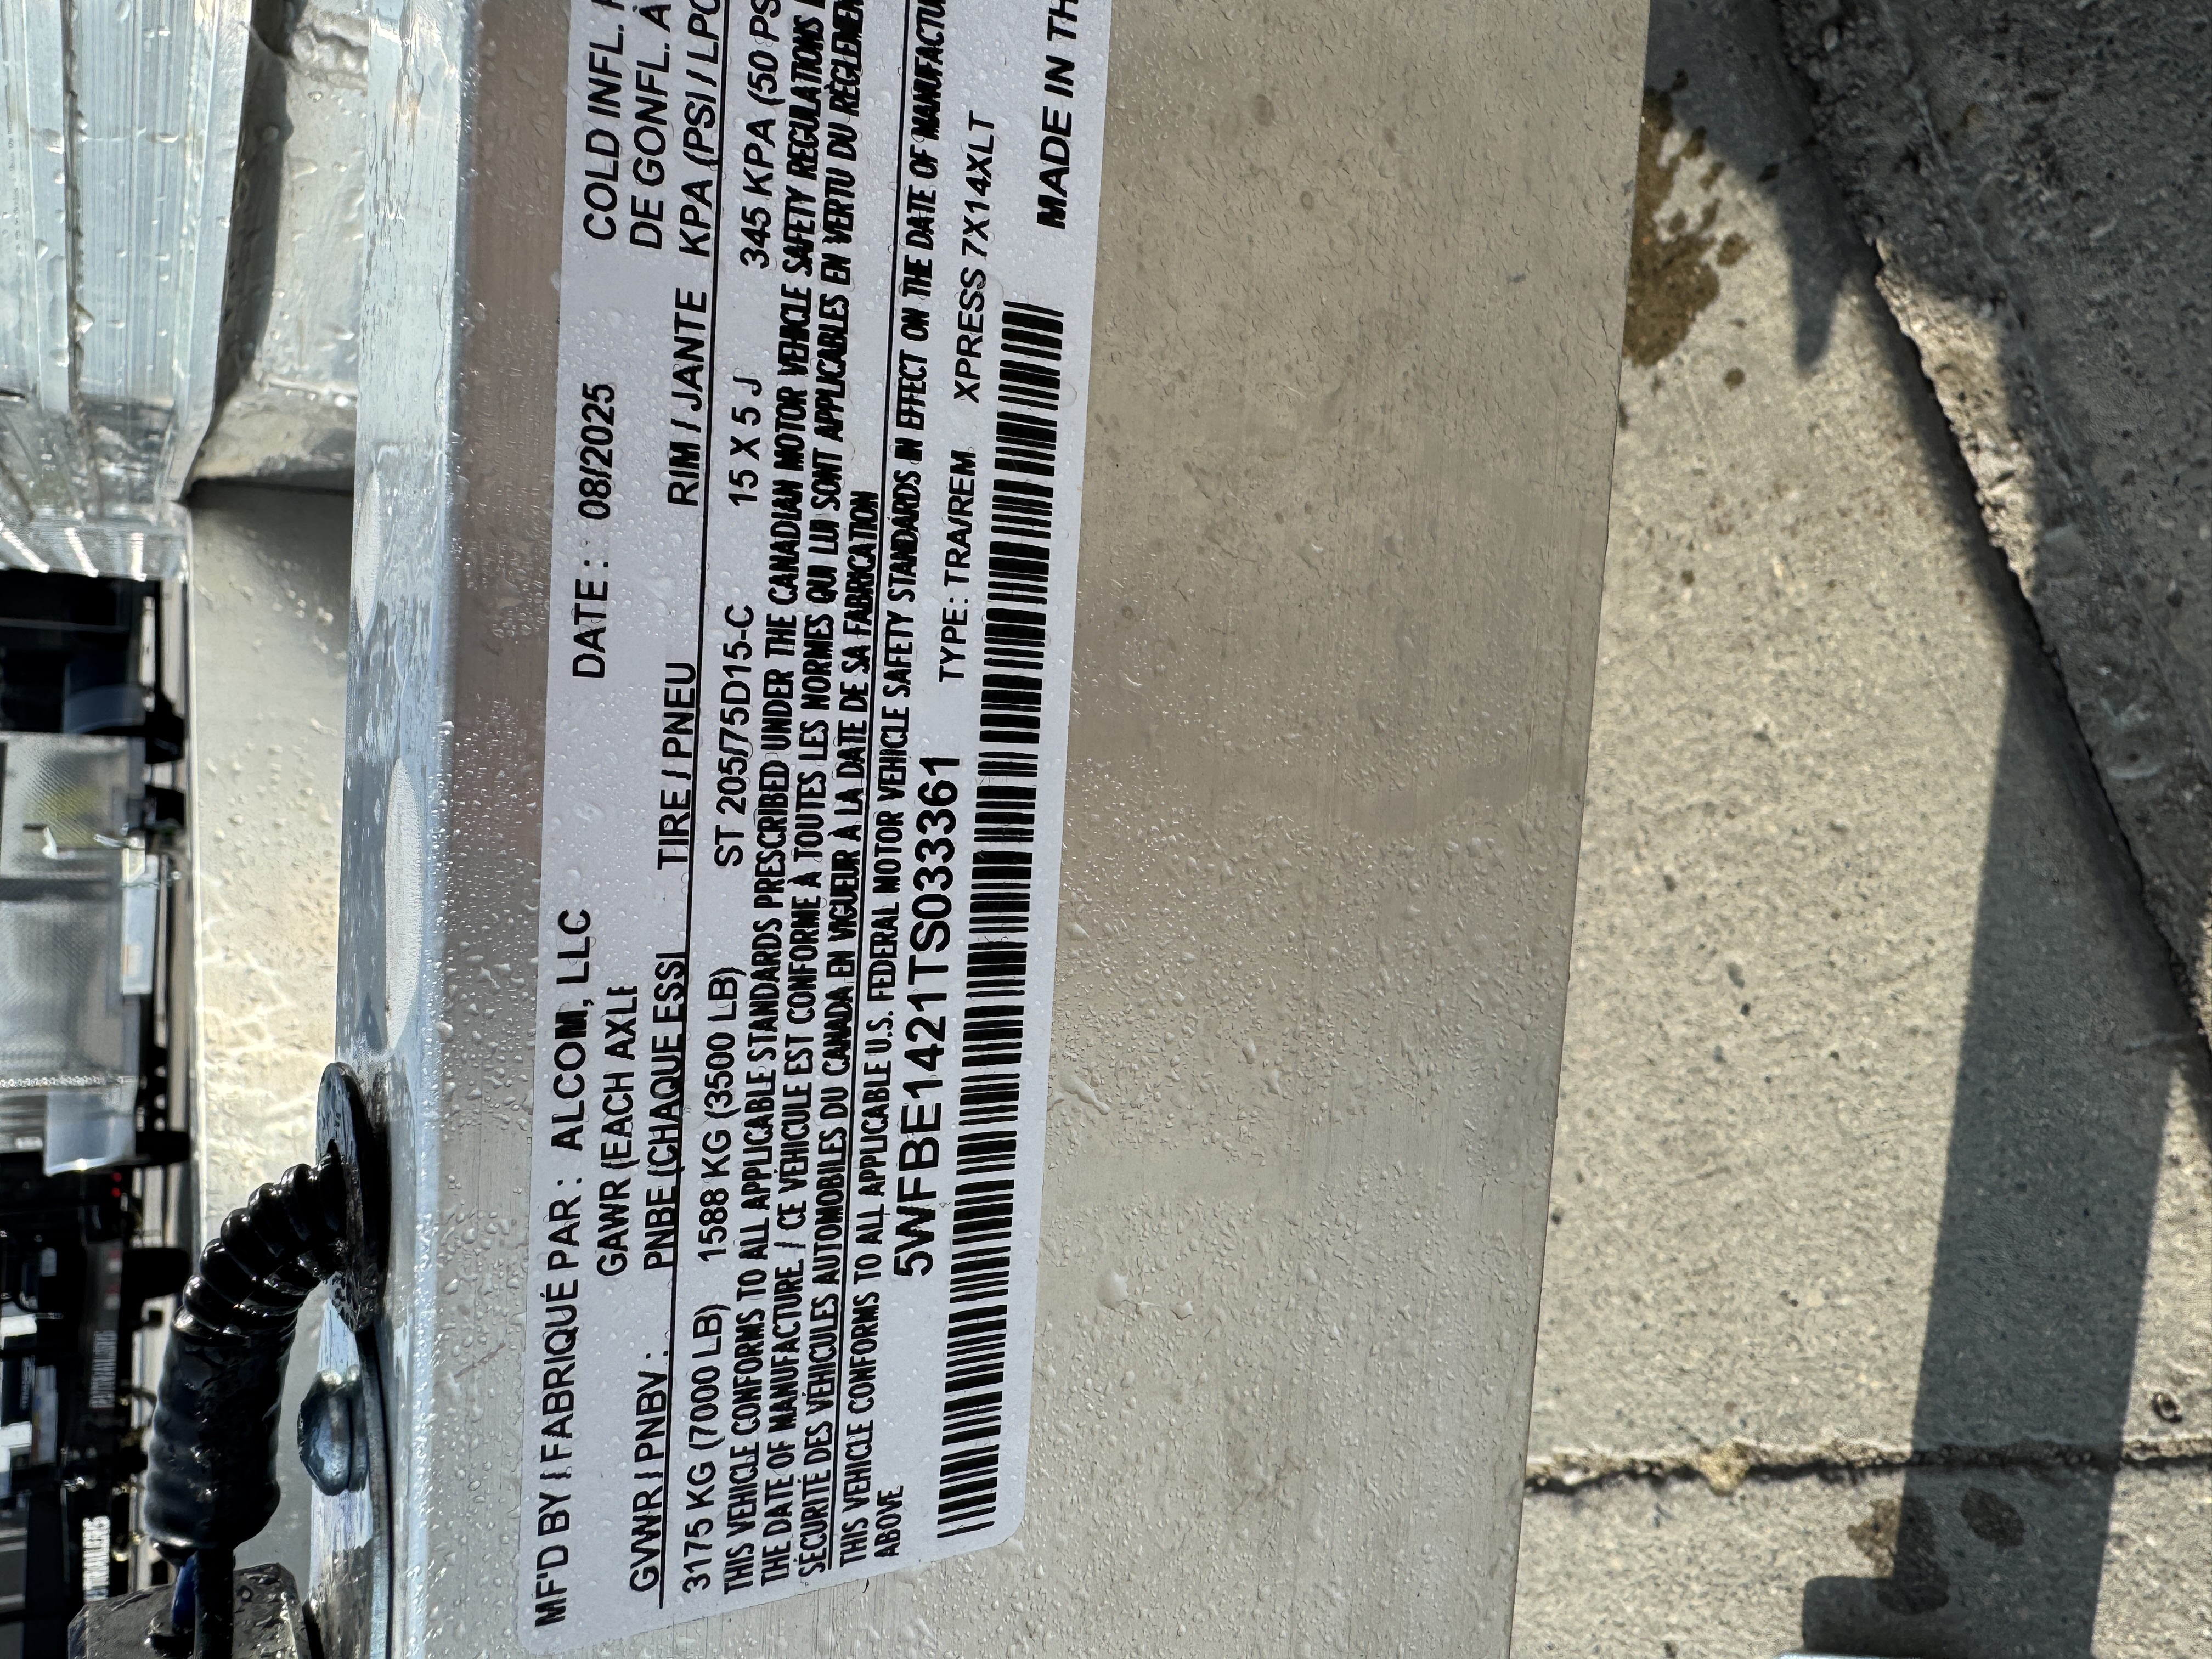 MF'D BY / FABRIQUÉ PAR : ALCOM, LLC DATE : 08/2025
GAWR (EACH AXLE COLD INFL.
GVWR / PNBV : PNBE (CHAQUE ESSI TIRE / PNEU RIM / JANTE DE GONFL. À
KPA (PSI / LPC
3175 KG (7000 LB) 1588 KG (3500 LB) ST 205/75D15-C 15 X 5 J 345 KPA (50 PS
THIS VEHICLE CONFORMS TO ALL APPLICABLE STANDARDS PRESCRIBED UNDER THE CANADIAN MOTOR VEHICLE SAFETY REGULATIONS
THE DATE OF MANUFACTURE. / CE VÉHICULE EST CONFORME À TOUTES LES NORMES QUI LUI SONT APPLICABLES EN VERTU DU RÈGLEMEN
SÉCURITÉ DES VÉHICULES AUTOMOBILES DU CANADA EN VIGUEUR À LA DATE DE SA FABRICATION
THIS VEHICLE CONFORMS TO ALL APPLICABLE U.S. FEDERAL MOTOR VEHICLE SAFETY STANDARDS IN EFFECT ON THE DATE OF MANUFACTU
ABOVE
5WFBE1421TS033361 TYPE: TRA/REM XPRESS 7X14XLT
MADE IN TH